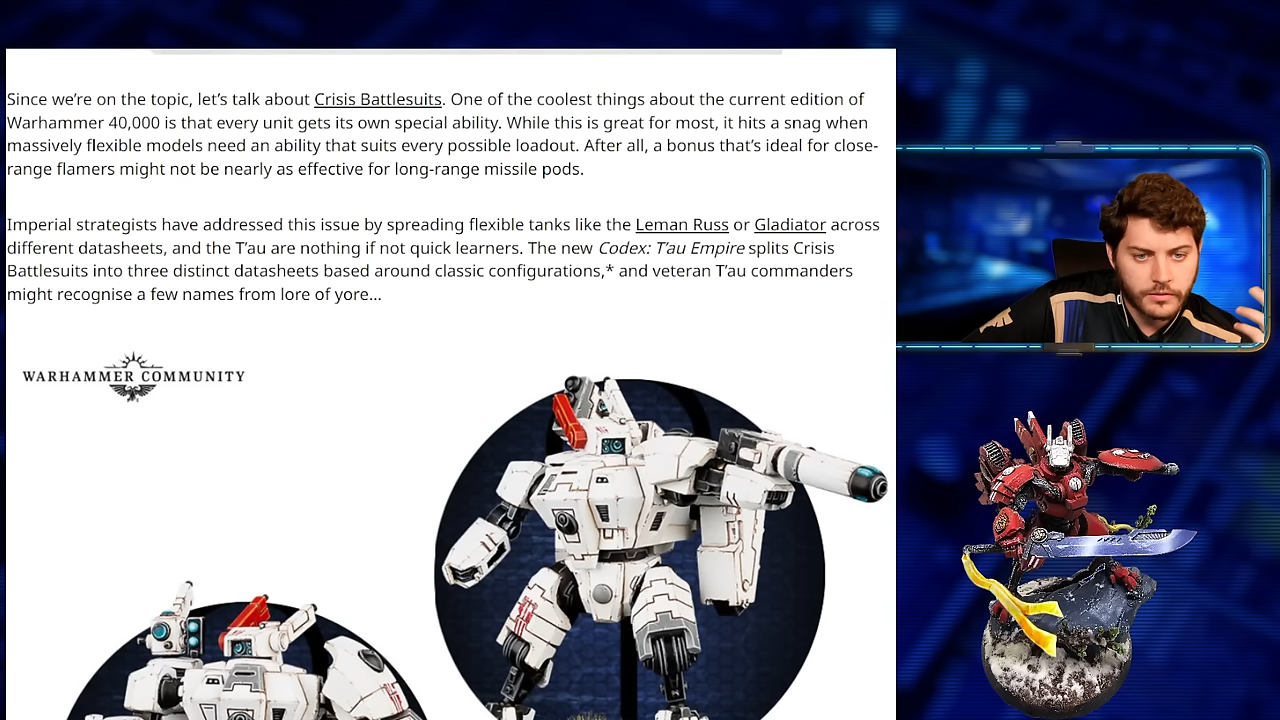 Since we’re on the topic, let’s talk about Crisis Battlesuits. One of the coolest things about the current edition of
Warhammer 40,000 is that every unit gets its own special ability. While this is great for most, it hits a snag when
massively flexible models need an ability that suits every possible loadout. After all, a bonus that’s ideal for close-
range flamers might not be nearly as effective for long-range missile pods.
Imperial strategists have addressed this issue by spreading flexible tanks like the Leman Russ or Gladiator across
different datasheets, and the T’au are nothing if not quick learners. The new Codex: T’au Empire splits Crisis
Battlesuits into three distinct datasheets based around classic configurations,* and veteran T’au commanders
might recognise a few names from lore of yore...
WARHAMMER COMMUNITY